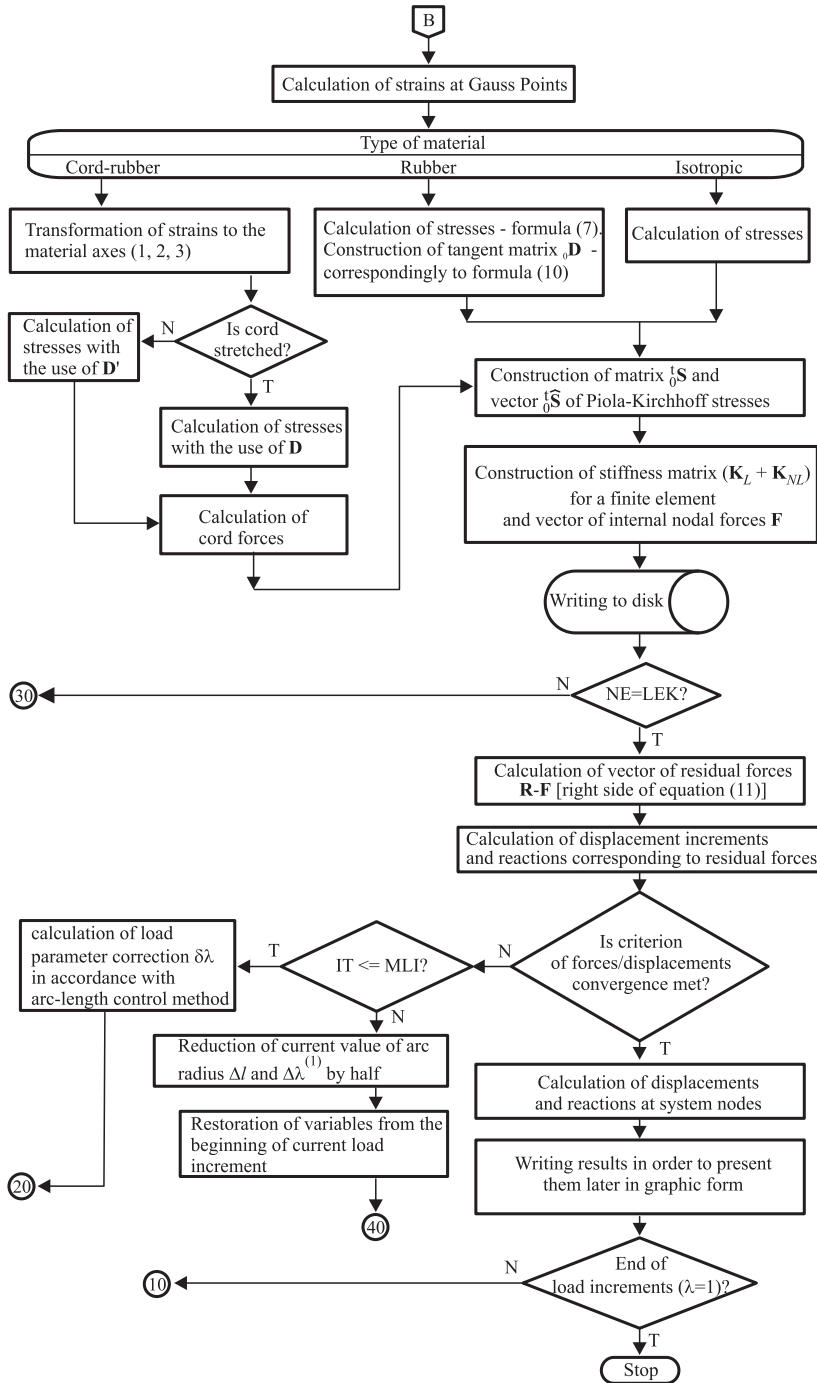 B
Calculation of strains at Gauss Points
Type of material
Cord-rubber
Rubber
Isotropic
Transformation of strains to the
material axes (1, 2, 3)
Calculation of stresses - formula (7),
Construction of tangent matrix ₀D -
correspondingly to formula (10)
Calculation of stresses
Is cord
stretched?
N
T
Calculation of
stresses with
the use of D'
Calculation of stresses
with the use of D
Calculation of
cord forces
Construction of matrix ᵗ₀S and
vector ᵗ₀Ŝ of Piola-Kirchhoff stresses
Construction of stiffness matrix (K_L + K_NL)
for a finite element
and vector of internal nodal forces F
Writing to disk
NE=LEK?
N
30
T
Calculation of vector of residual forces
R-F [right side of equation (11)]
Calculation of displacement increments
and reactions corresponding to residual forces
Is criterion
of forces/displacements
convergence met?
N
IT <= MLI?
T
calculation of load
parameter correction δλ
in accordance with
arc-length control method
20
N
Reduction of current value of arc
radius Δl and Δλ⁽¹⁾ by half
Restoration of variables from the
beginning of current load
increment
40
T
Calculation of displacements
and reactions at system nodes
Writing results in order to present
them later in graphic form
End of
load increments (λ=1)?
N
10
T
Stop